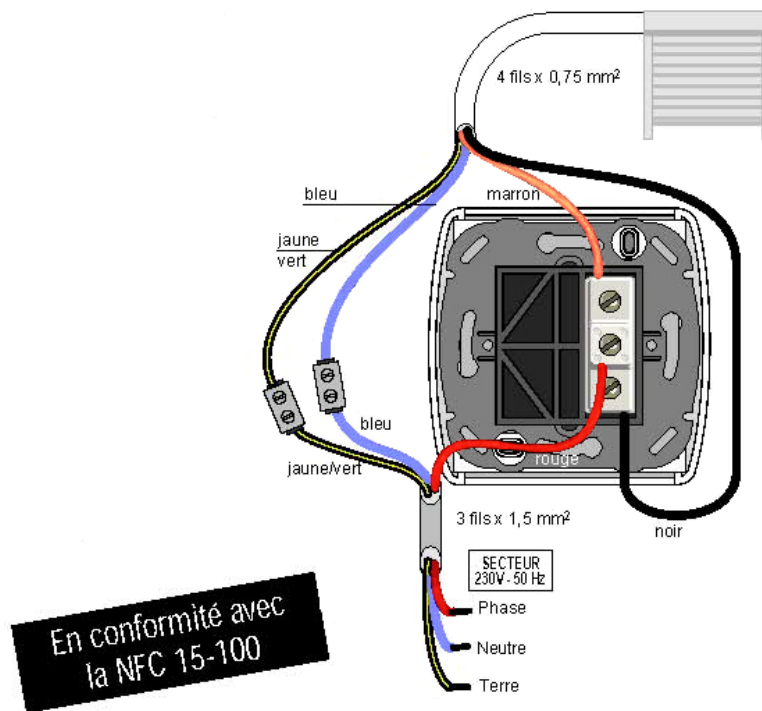 4 fils x 0,75 mm²
bleu
marron
jaune
vert
bleu
jaune/vert
rouge
3 fils x 1,5 mm²
noir
SECTEUR
230V - 50 Hz
Phase
En conformité avec
la NFC 15-100
Neutre
Terre